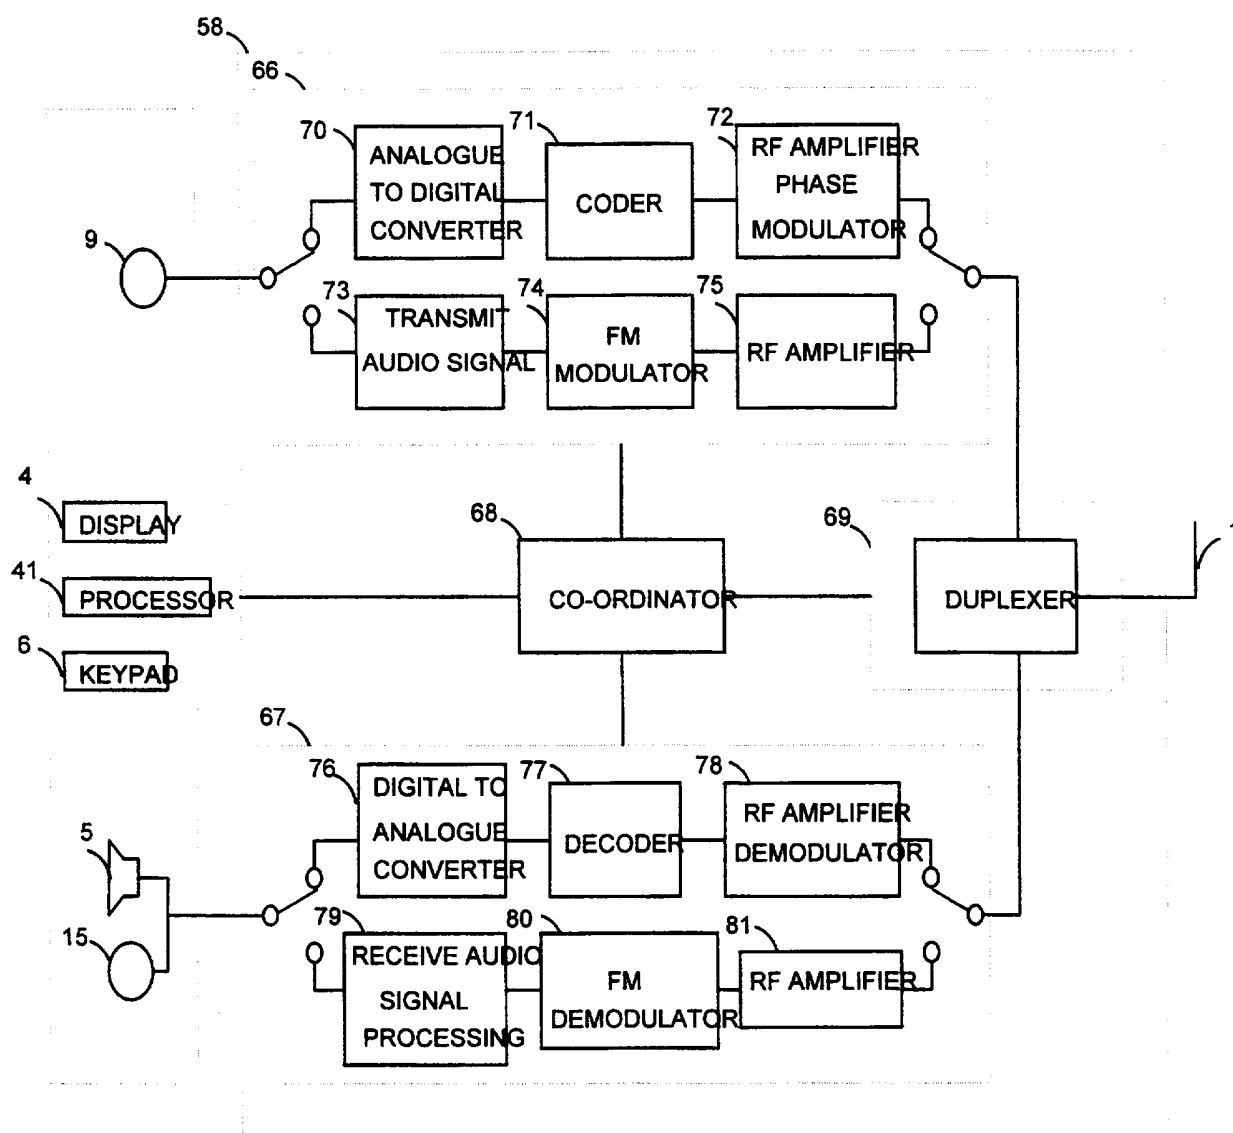 58
66
70
71
72
ANALOGUE
TO DIGITAL
CONVERTER
CODER
RF AMPLIFIER
PHASE
MODULATOR
9
73
74
75
TRANSMIT
AUDIO SIGNAL
FM
MODULATOR
RF AMPLIFIER
4
DISPLAY
41
PROCESSOR
6
KEYPAD
68
CO-ORDINATOR
69
DUPLEXER
67
76
77
78
DIGITAL TO
ANALOGUE
CONVERTER
DECODER
RF AMPLIFIER
DEMODULATOR
5
15
79
80
81
RECEIVE AUDIO
SIGNAL
PROCESSING
FM
DEMODULATOR
RF AMPLIFIER